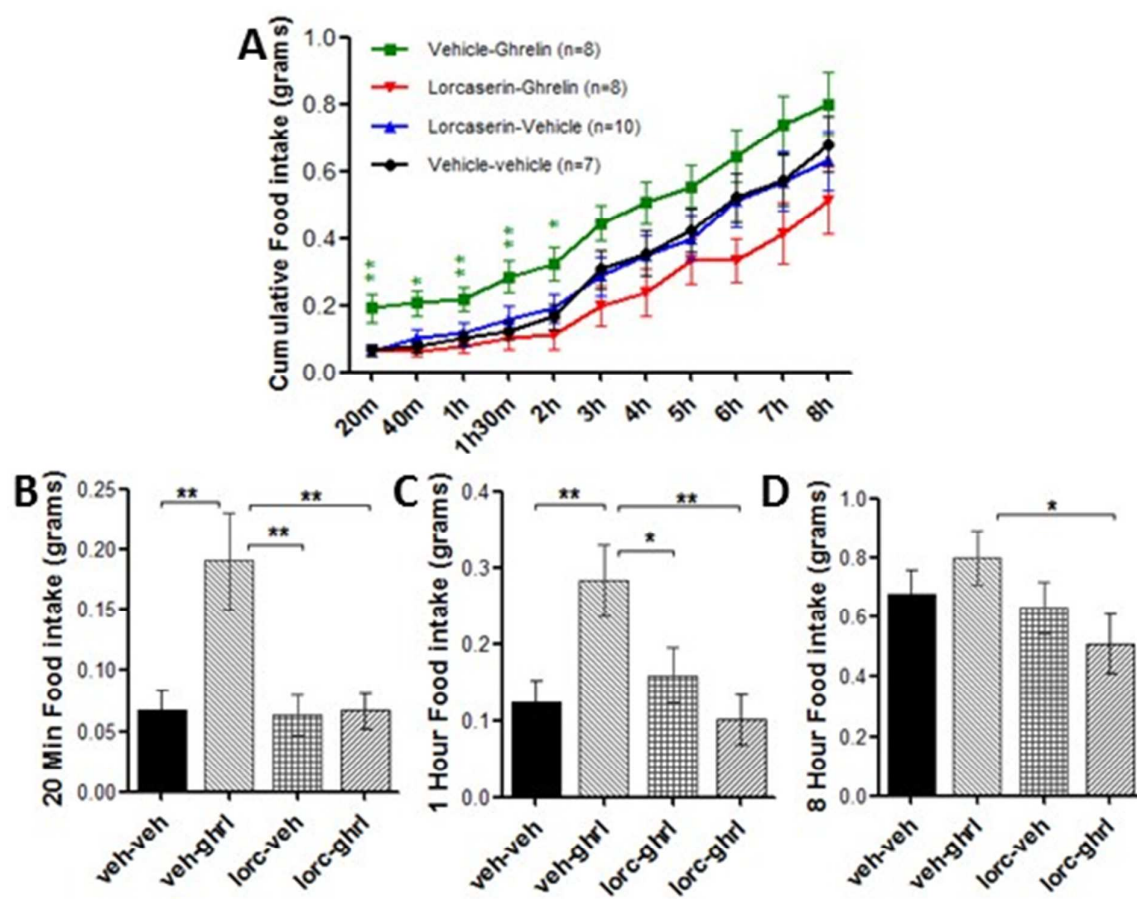 A
Cumulative Food intake (grams)
1.0
0.8
0.6
0.4
0.2
0.0
Vehicle-Ghrelin (n=8)
Lorcaserin-Ghrelin (n=8)
Lorcaserin-Vehicle (n=10)
Vehicle-vehicle (n=7)
** * ** ** *
20m 40m 1h 1h30m 2h 3h 4h 5h 6h 7h 8h
B
20 Min Food intake (grams)
0.25
0.20
0.15
0.10
0.05
0.00
** ** **
veh-veh veh-ghrl lorc-veh lorc-ghrl
C
1 Hour Food intake (grams)
0.4
0.3
0.2
0.1
0.0
** ** *
veh-veh veh-ghrl lorc-ghrl lorc-ghrl
D
8 Hour Food intake (grams)
1.0
0.8
0.6
0.4
0.2
0.0
*
veh-veh veh-ghrl lorc-veh lorc-ghrl